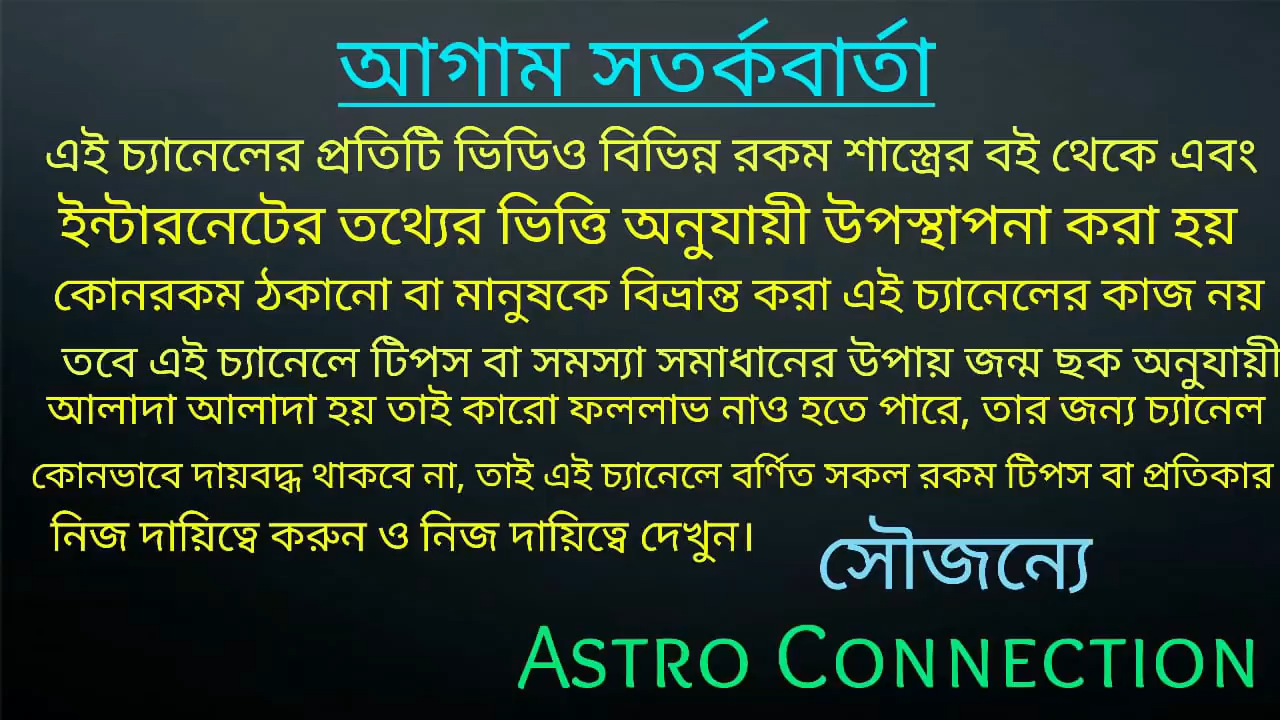 আগাম সতর্কবার্তা
এই চ্যানেলের প্রতিটি ভিডিও বিভিন্ন রকম শাস্ত্রের বই থেকে এবং
ইন্টারনেটের তথ্যের ভিত্তি অনুযায়ী উপস্থাপনা করা হয়
কোনরকম ঠকানো বা মানুষকে বিভ্রান্ত করা এই চ্যানেলের কাজ নয়
তবে এই চ্যানেলে টিপস বা সমস্যা সমাধানের উপায় জন্ম ছক অনুযায়ী
আলাদা আলাদা হয় তাই কারো ফললাভ নাও হতে পারে, তার জন্য চ্যানেল
কোনভাবে দায়বদ্ধ থাকবে না, তাই এই চ্যানেলে বর্ণিত সকল রকম টিপস বা প্রতিকার
নিজ দায়িত্বে করুন ও নিজ দায়িত্বে দেখুন।
সৌজন্যে
ASTRO CONNECTION